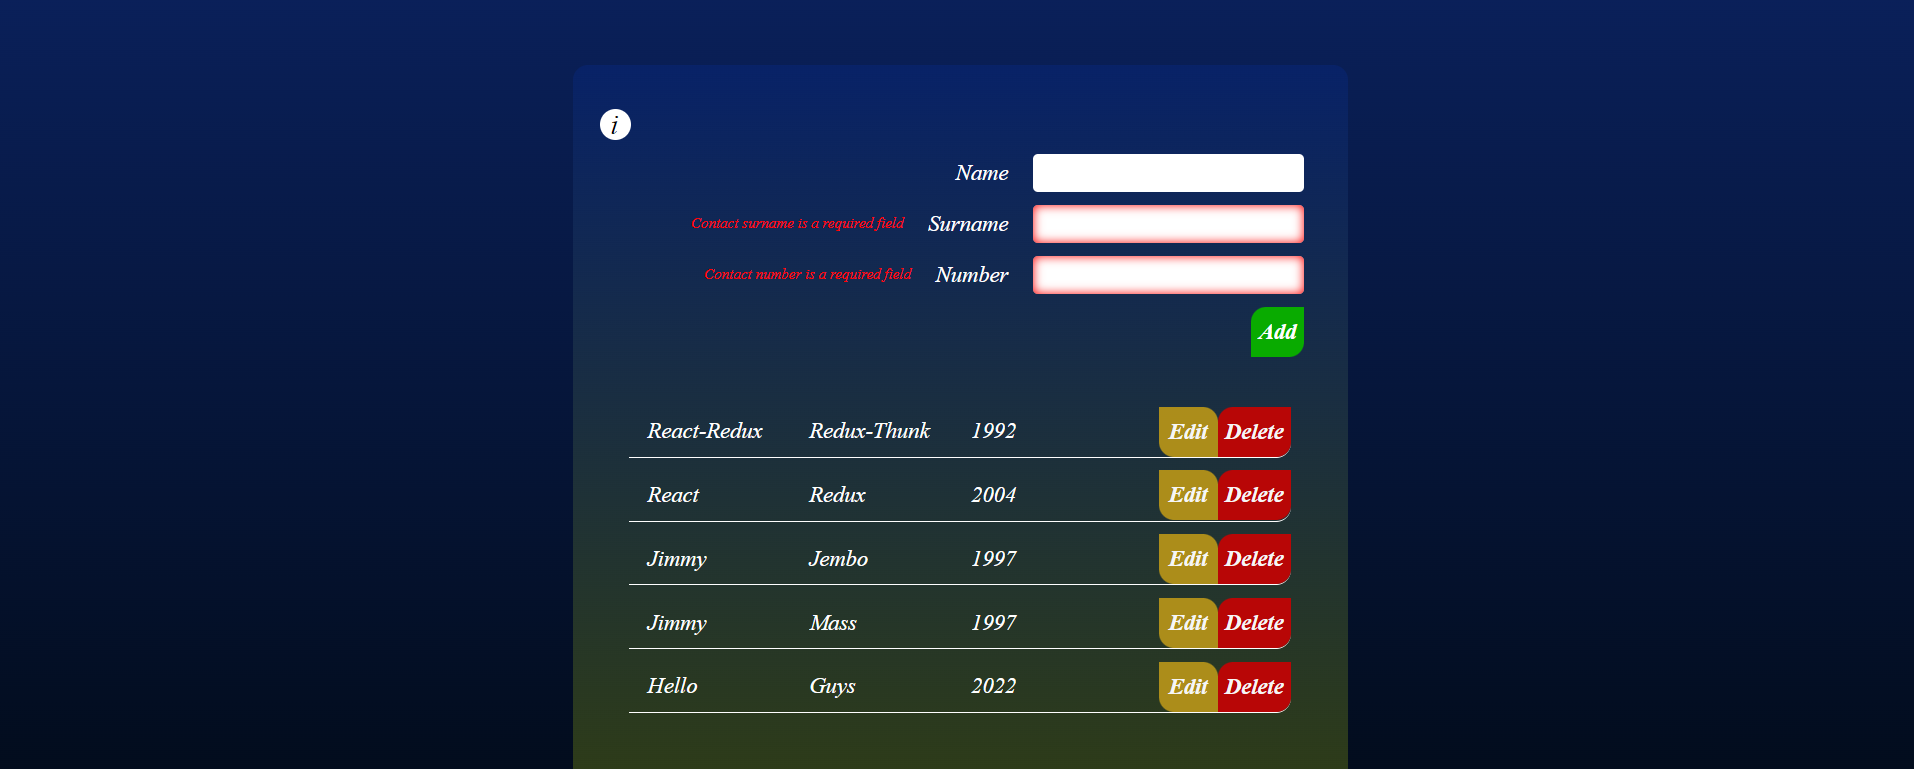 i
Name
Contact surname is a required field Surname
Contact number is a required field Number
Add
React-Redux Redux-Thunk 1992 Edit Delete
React Redux 2004 Edit Delete
Jimmy Jembo 1997 Edit Delete
Jimmy Mass 1997 Edit Delete
Hello Guys 2022 Edit Delete